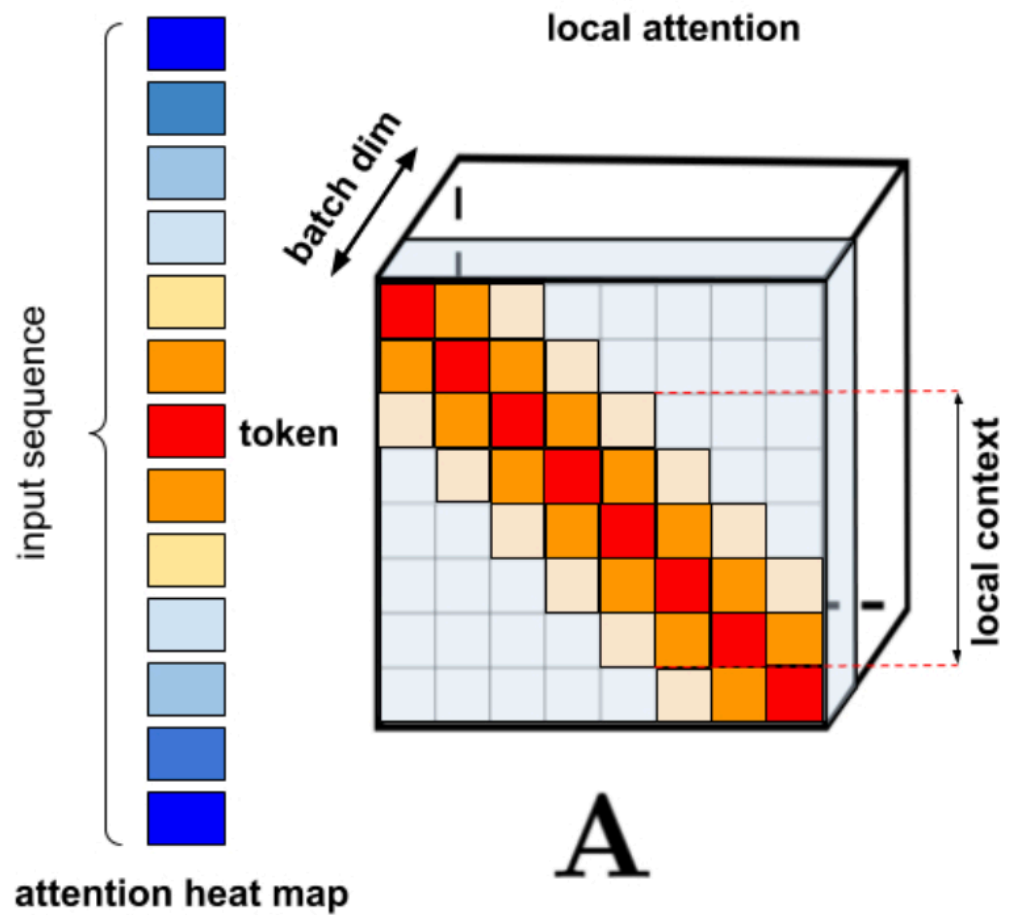 local attention
batch dim
input sequence
token
local context
A
attention heat map